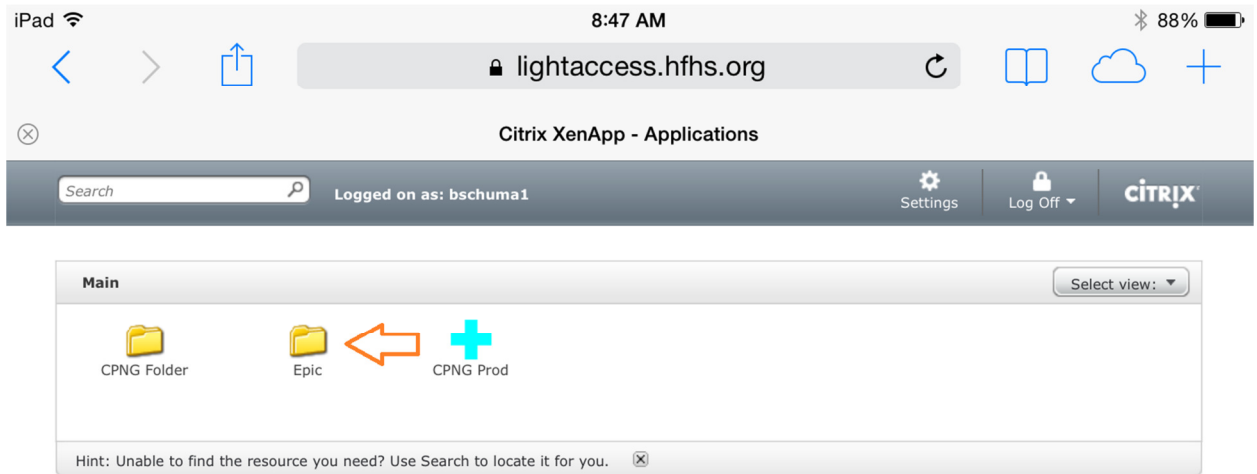 iPad 8:47 AM 88%
lightaccess.hfhs.org
Citrix XenApp - Applications
Search Logged on as: bschuma1 Settings Log Off CITRIX
Main Select view:
CPNG Folder Epic CPNG Prod
Hint: Unable to find the resource you need? Use Search to locate it for you.